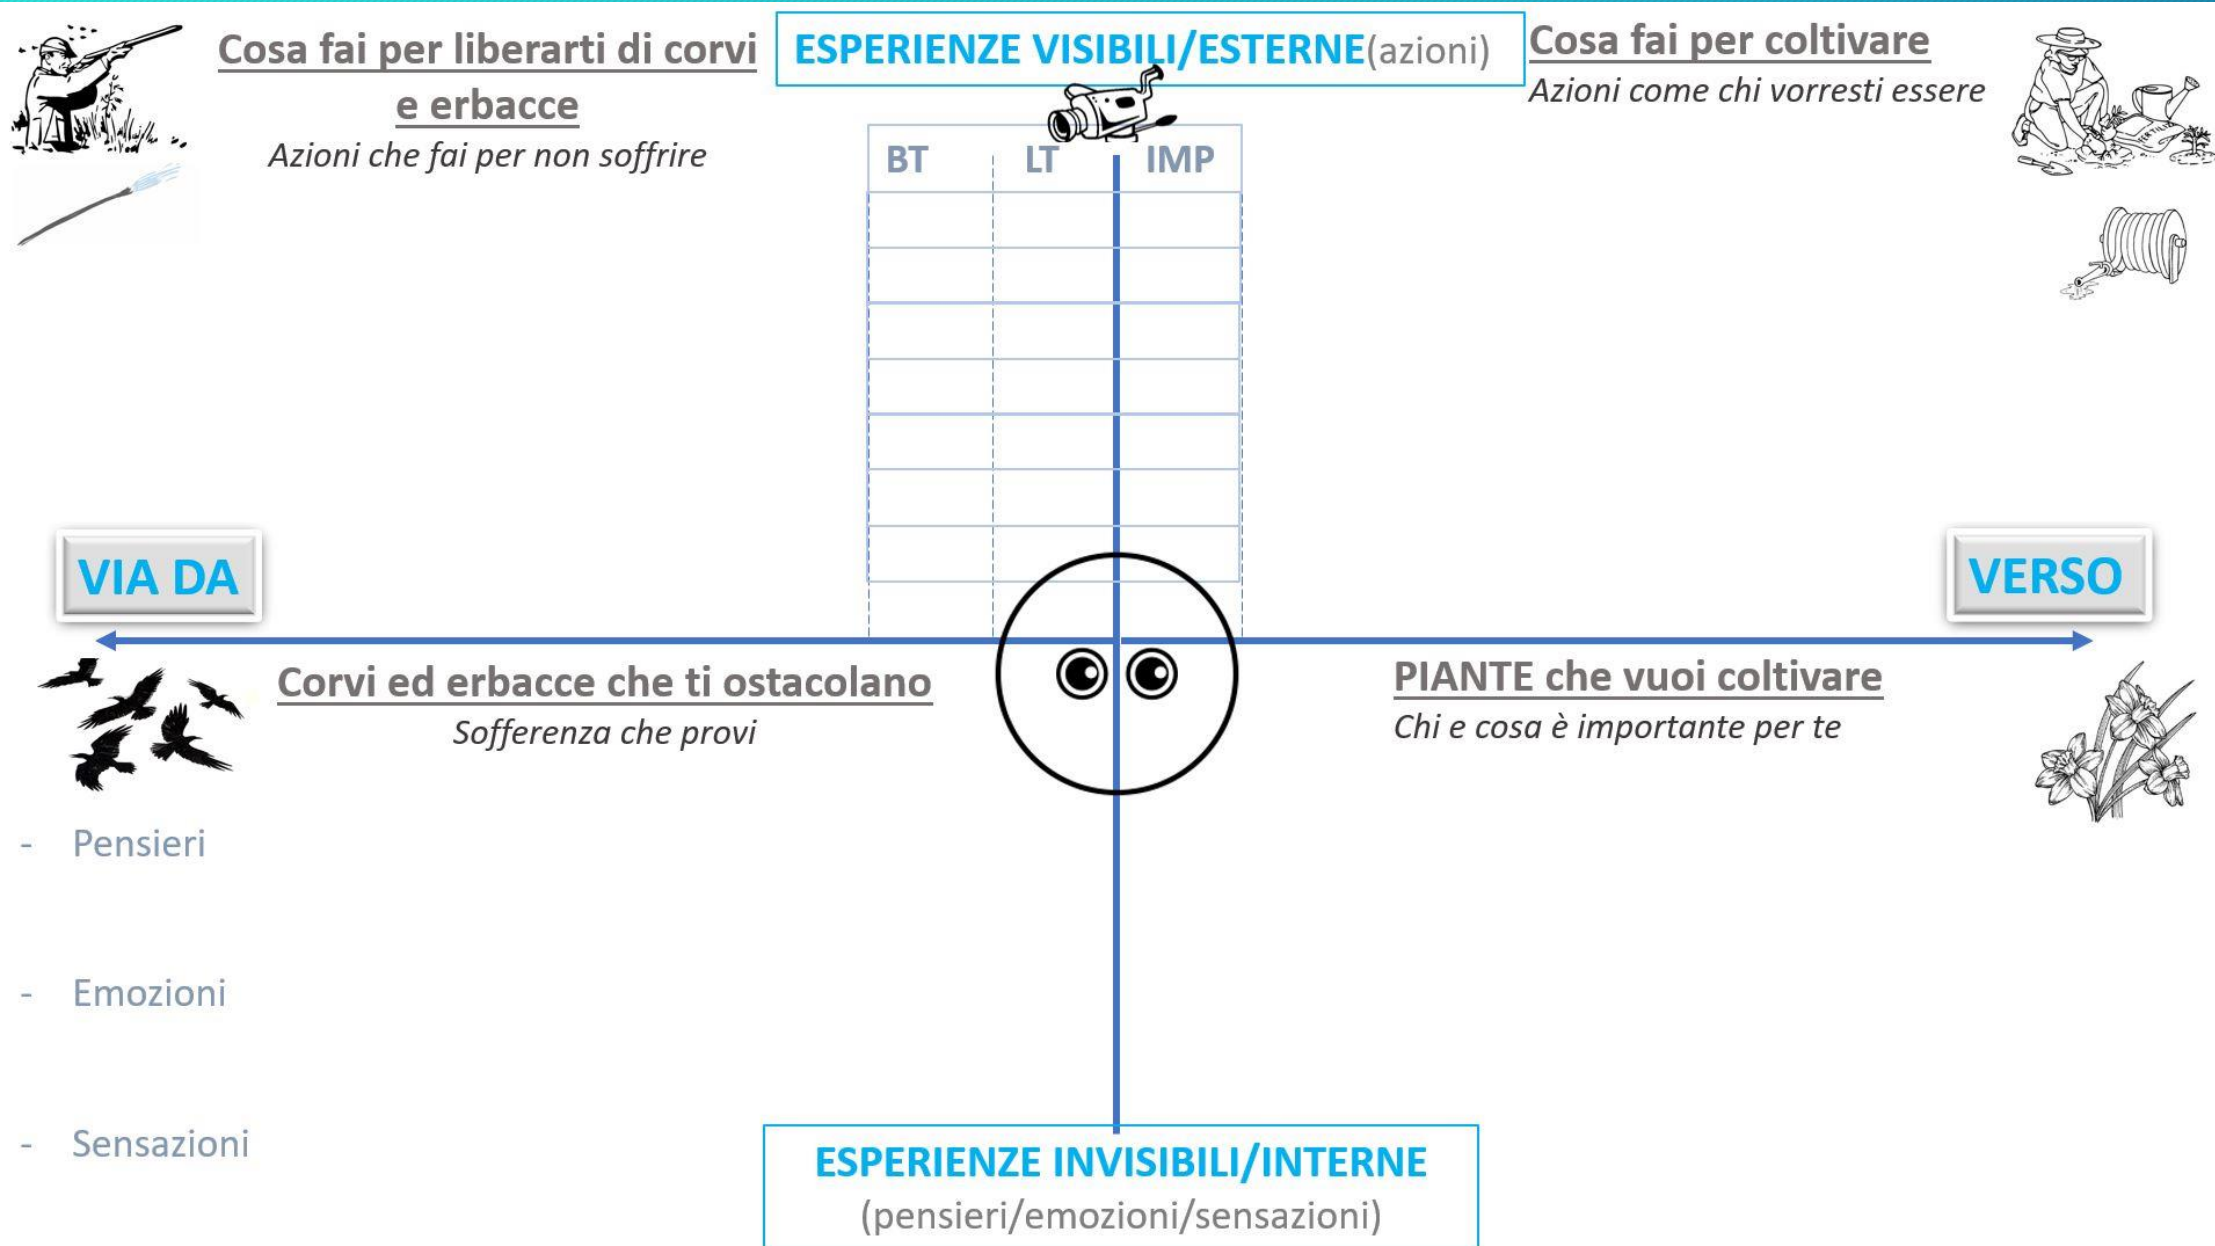 Cosa fai per liberarti di corvi
e erbacce
Azioni che fai per non soffrire
ESPERIENZE VISIBILI/ESTERNE(azioni)
Cosa fai per coltivare
Azioni come chi vorresti essere
BT LT IMP
VIA DA
VERSO
Corvi ed erbacce che ti ostacolano
Sofferenza che provi
PIANTE che vuoi coltivare
Chi e cosa è importante per te
- Pensieri
- Emozioni
- Sensazioni
ESPERIENZE INVISIBILI/INTERNE
(pensieri/emozioni/sensazioni)